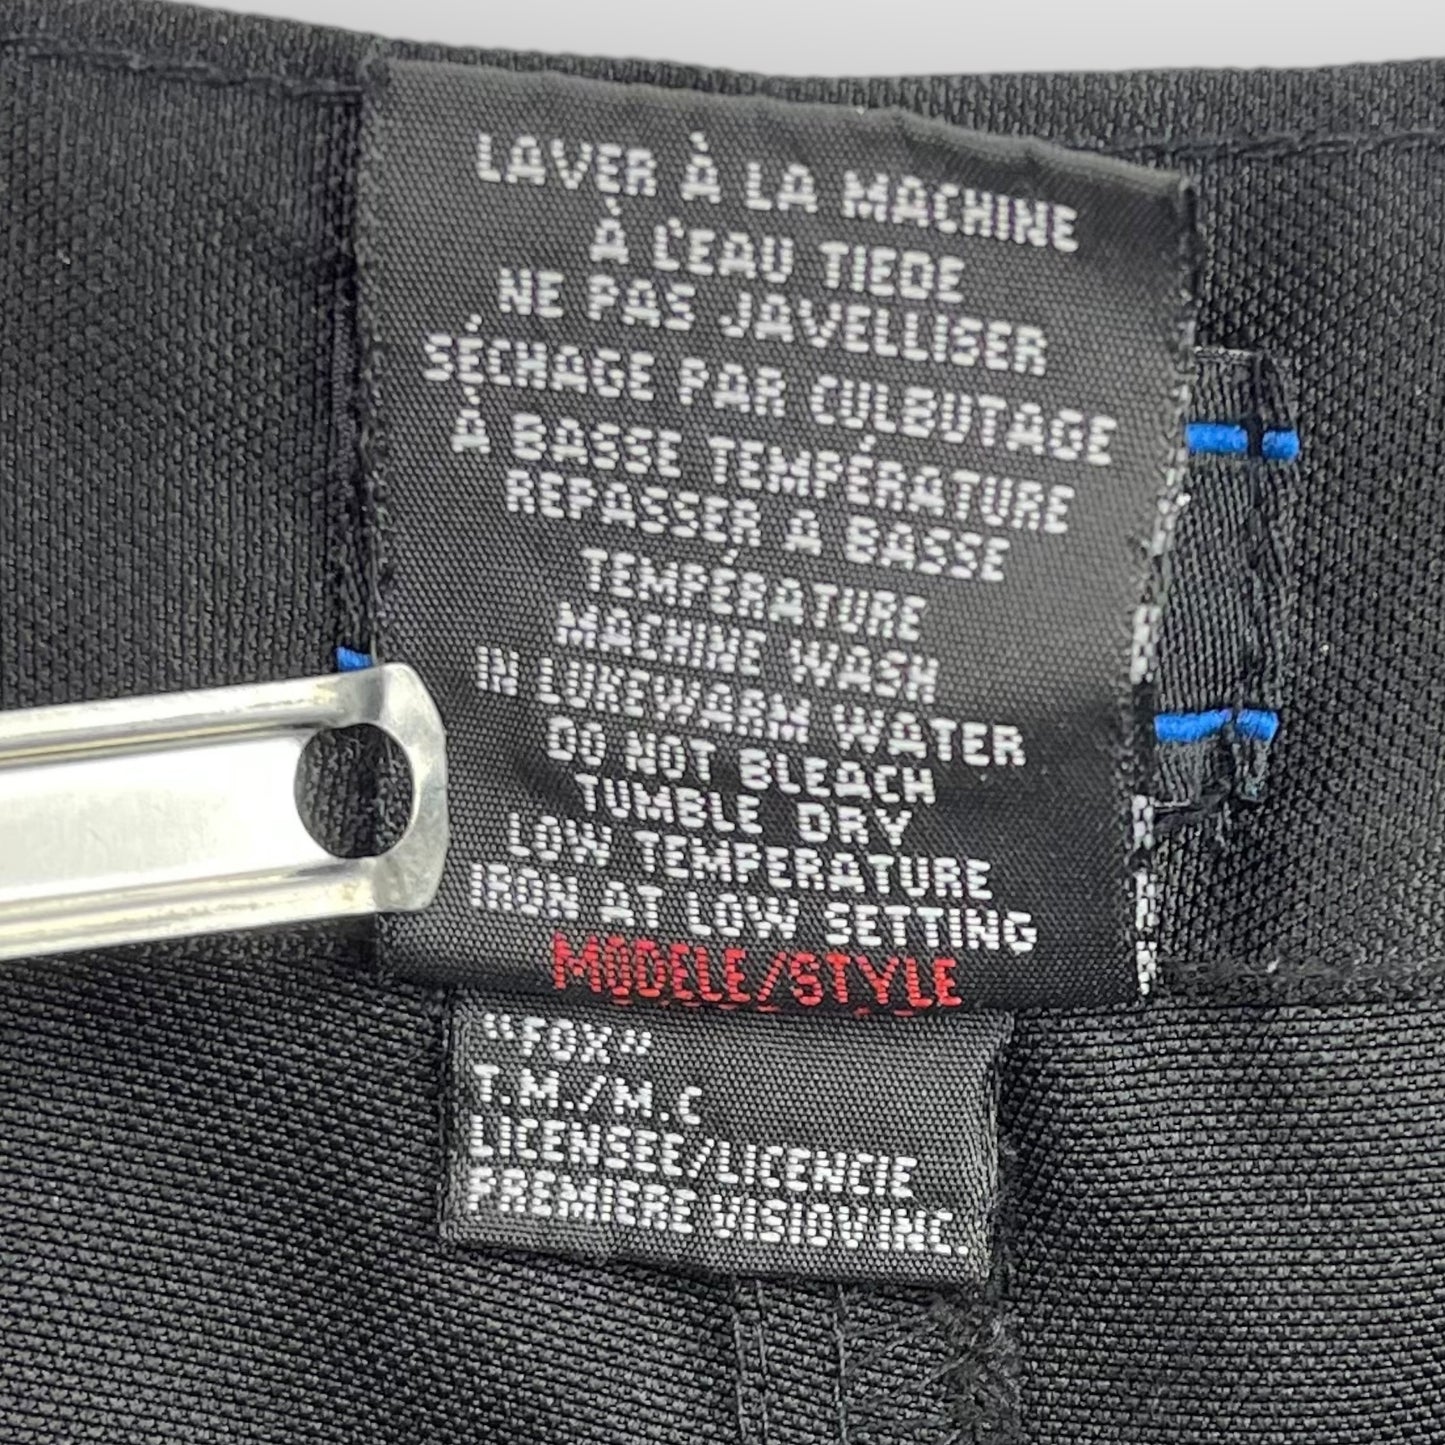 LAVER À LA MACHINE
À L'EAU TIEDE
NE PAS JAVELLISER
SÉCHAGE PAR CULBUTAGE
À BASSE TEMPÉRATURE
REPASSER A BASSE
TEMPÉRATURE
MACHINE WASH
IN LUKEWARM WATER
DO NOT BLEACH
TUMBLE DRY
LOW TEMPERATURE
IRON AT LOW SETTING
MODELE/STYLE
"FOX"
T.M./M.C
LICENSEE/LICENCIE
PREMIERE VISION INC.